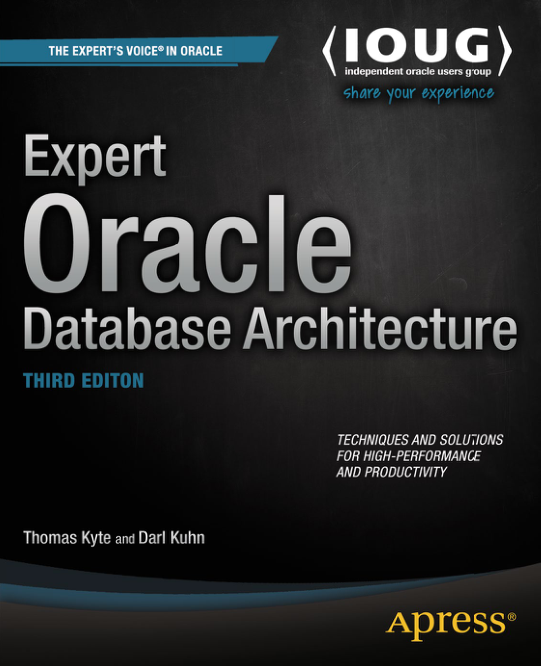 THE EXPERT'S VOICE® IN ORACLE
(IOUG)
independent oracle users group
share your experience
Expert
Oracle
Database Architecture
THIRD EDITON
TECHNIQUES AND SOLUTIONS
FOR HIGH-PERFORMANCE
AND PRODUCTIVITY
Thomas Kyte and Darl Kuhn
Apress®